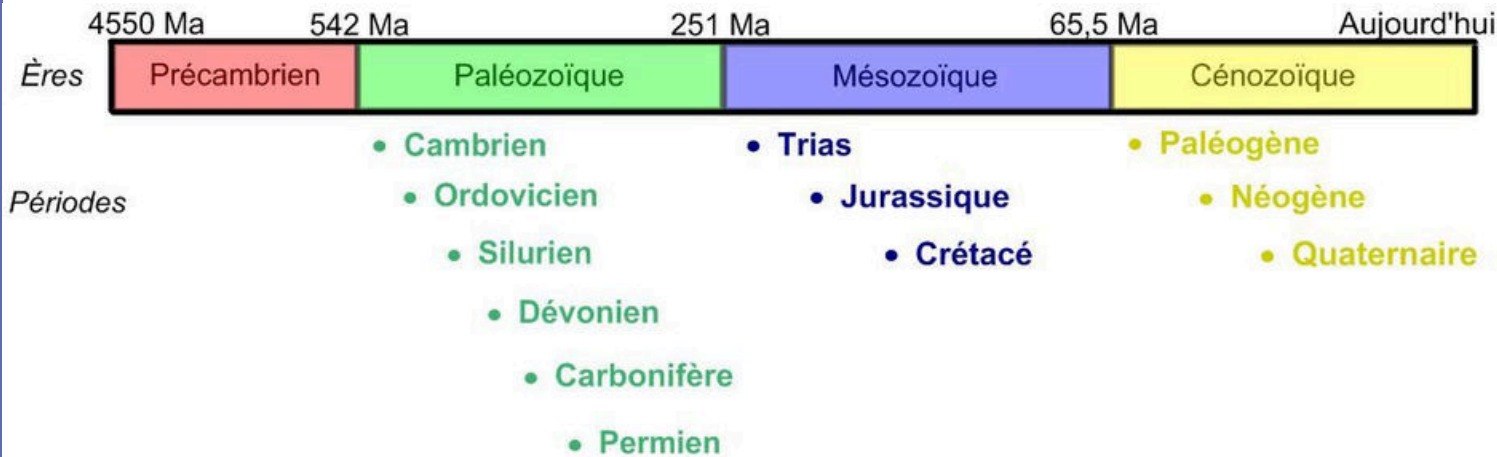 4550 Ma 542 Ma 251 Ma 65,5 Ma Aujourd'hui
Ères Précambrien Paléozoïque Mésozoïque Cénozoïque
• Cambrien • Trias • Paléogène
Périodes • Ordovicien • Jurassique • Néogène
• Silurien • Crétacé • Quaternaire
• Dévonien
• Carbonifère
• Permien